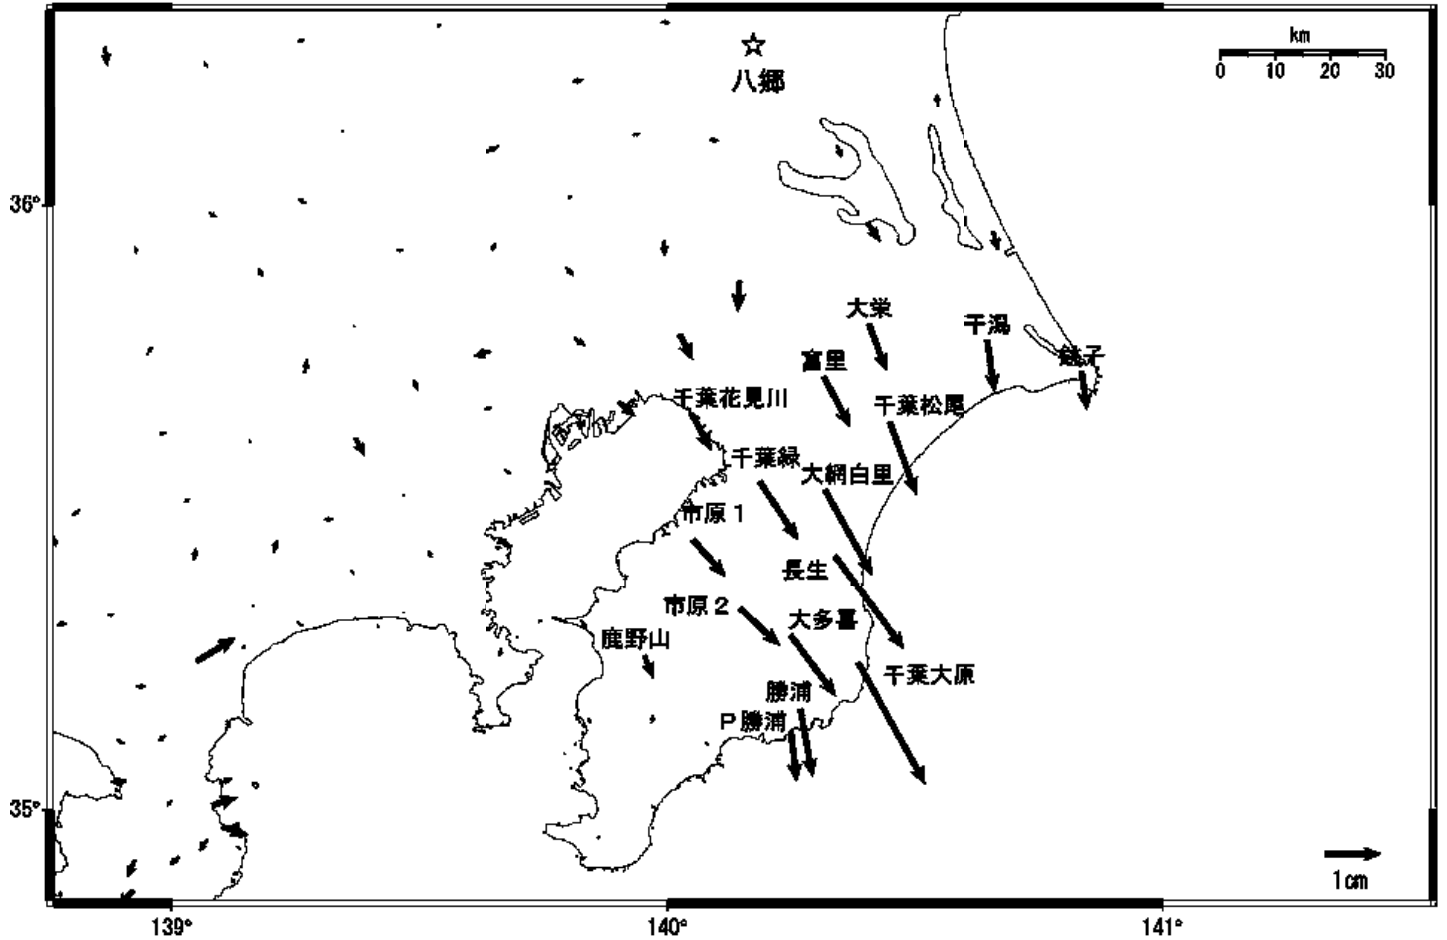 km
0 10 20 30
八郷
36°
大栄
干潟
富里
銚子
千葉花見川
千葉松尾
千葉緑
大網白里
市原1
長生
市原2
大多喜
鹿野山
千葉大原
勝浦
P勝浦
35°
1cm
139°
140°
141°